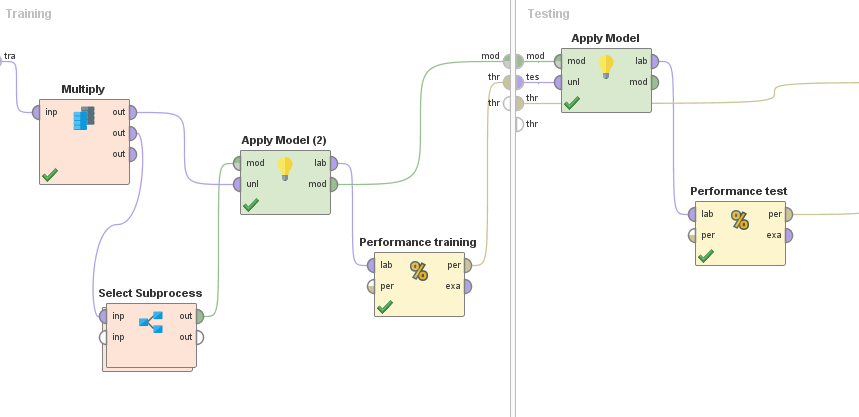 Training
tra
Multiply
inp
out
out
out
Apply Model (2)
mod
lab
unl
mod
Performance training
lab
per
per
exa
Select Subprocess
inp
out
inp
out
mod
thr
thr
Testing
mod
tes
thr
thr
Apply Model
mod
lab
unl
mod
Performance test
lab
per
per
exa